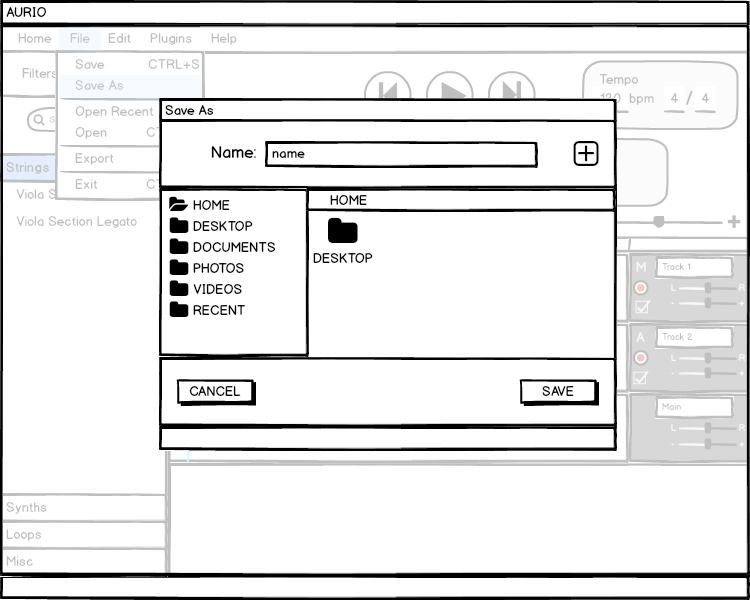 AURIO
Home File Edit Plugins Help
Save CTRL+S
Save As
Open Recent
Open
Export
Exit
Filters
Tempo
120 bpm 4 / 4
Save As
Name: name
HOME
DESKTOP
DOCUMENTS
PHOTOS
VIDEOS
RECENT
HOME
DESKTOP
CANCEL SAVE
Strings
Viola S
Viola Section Legato
M Track 1
L R
- +
A Track 2
L R
- +
Main
L R
- +
Synths
Loops
Misc